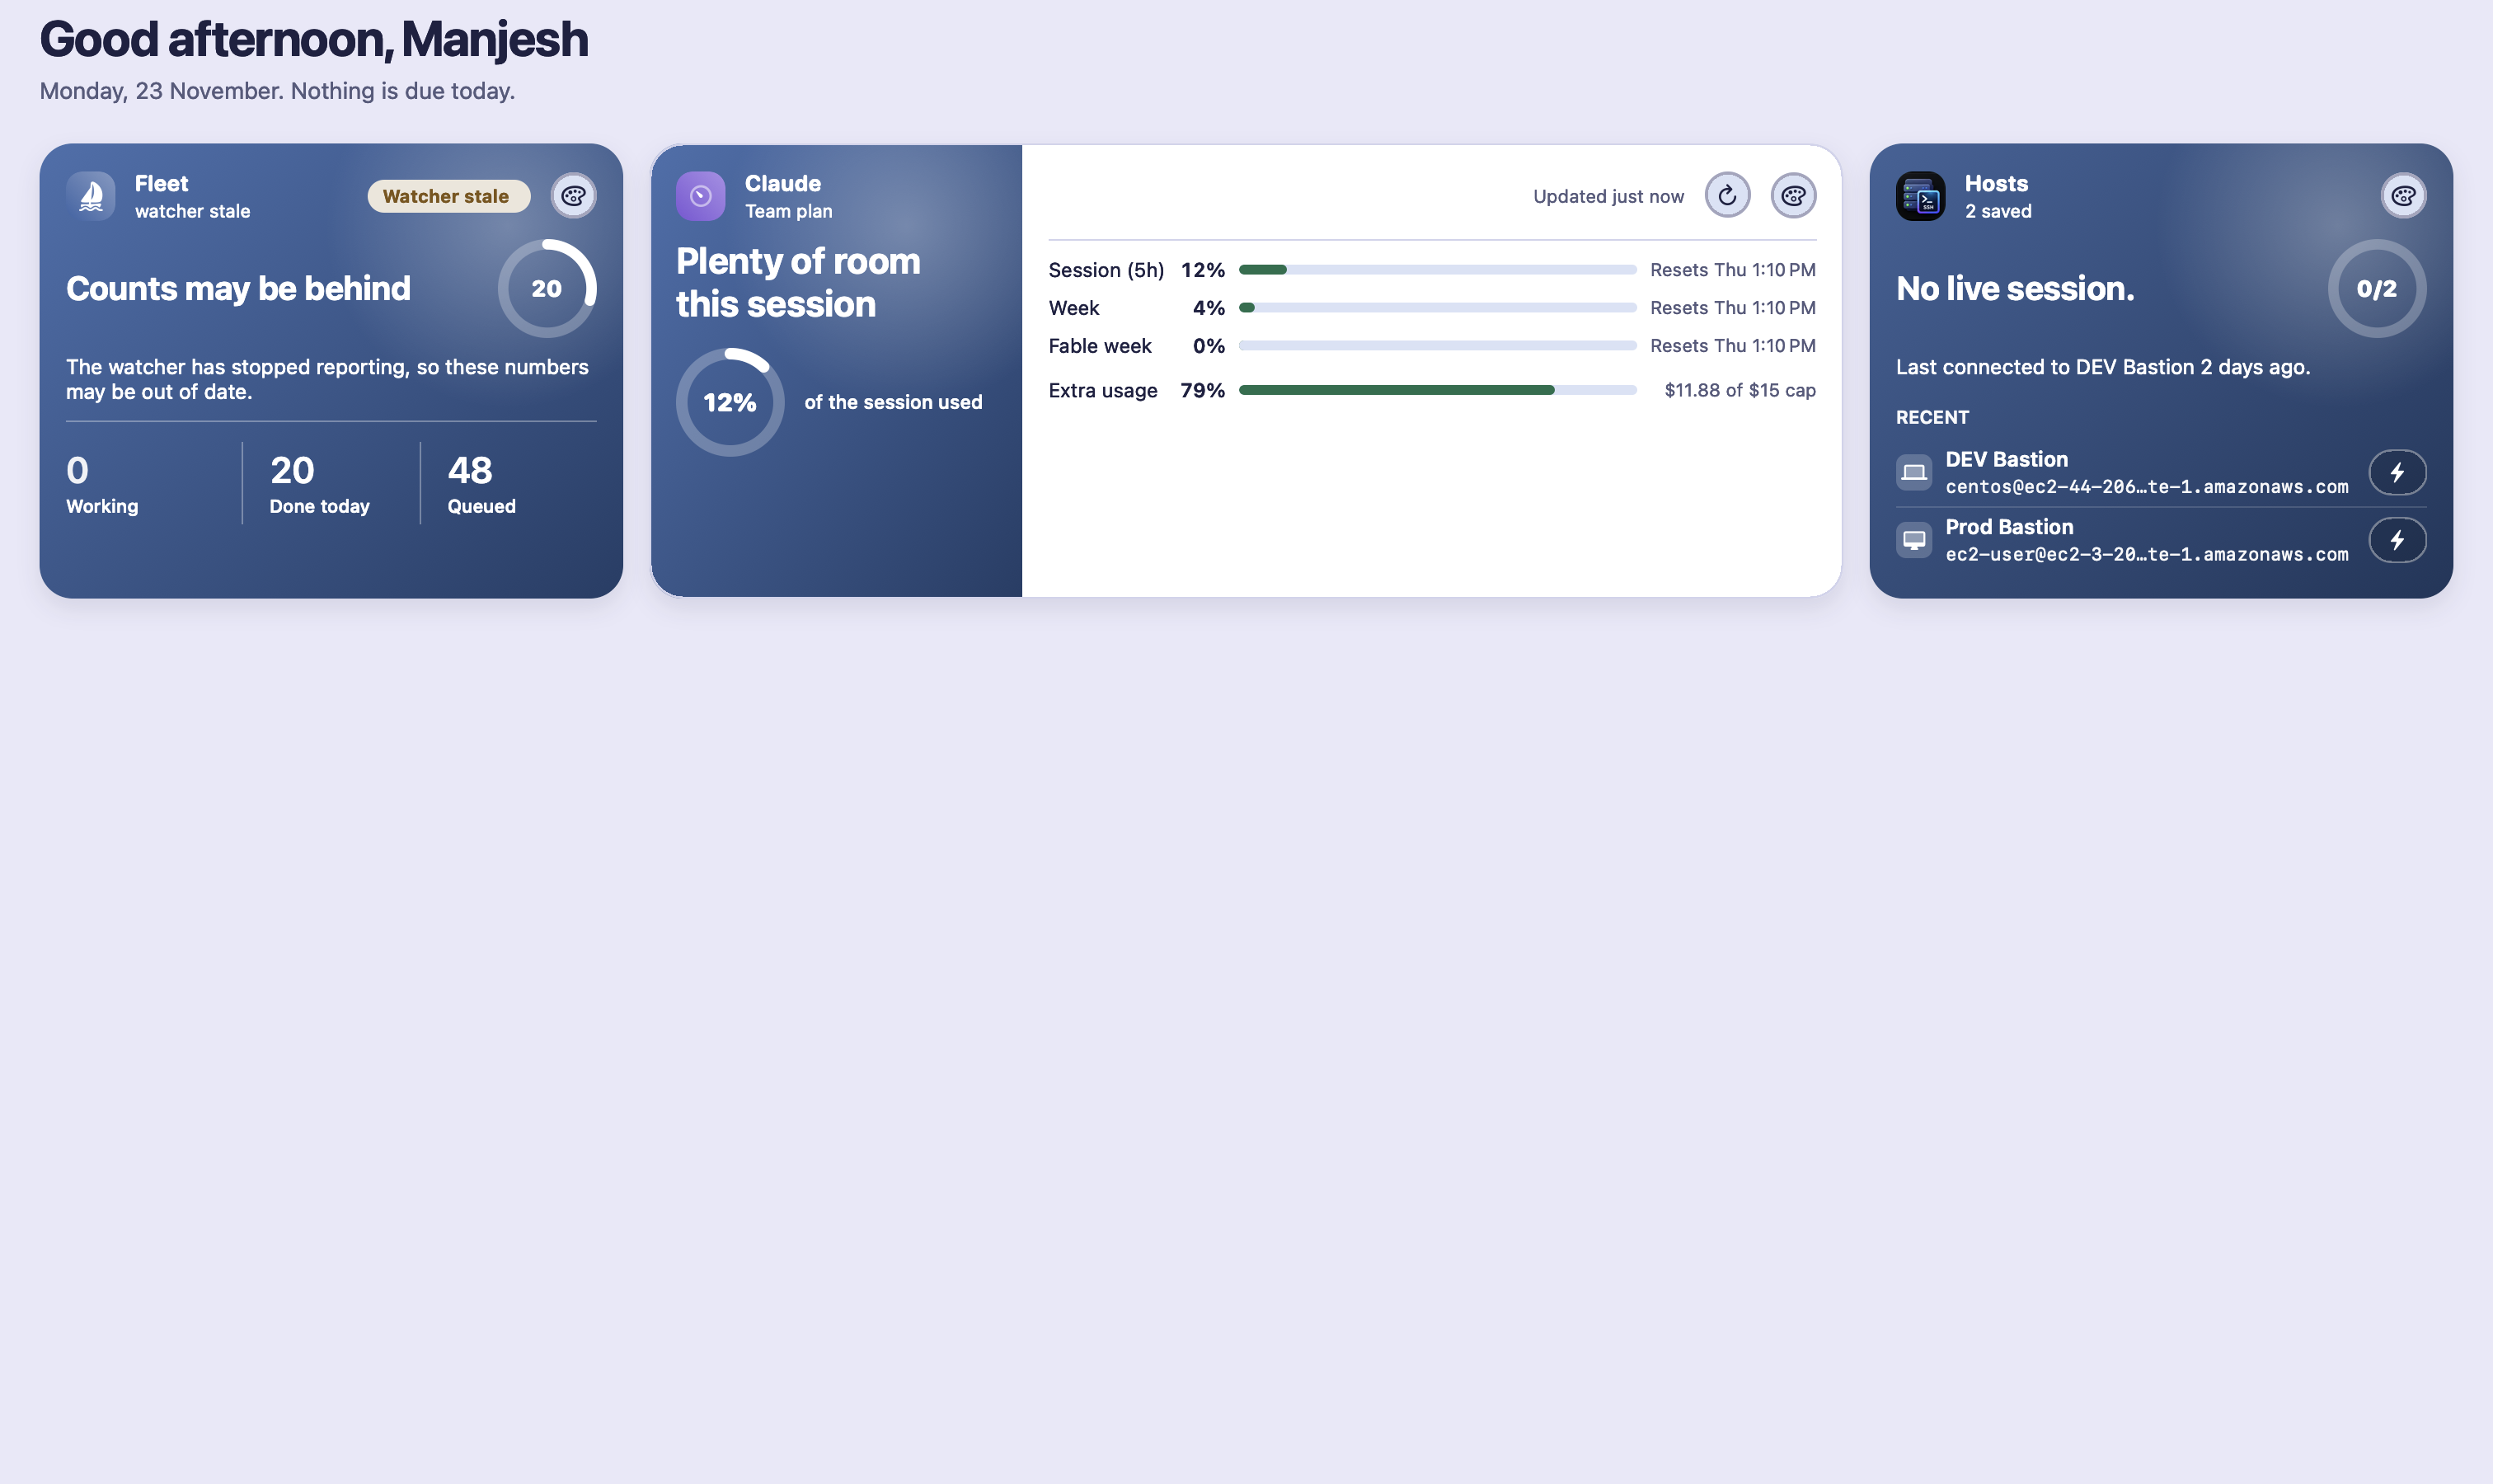 Good afternoon, Manjesh
Monday, 23 November. Nothing is due today.
Fleet
watcher stale
Watcher stale
Counts may be behind
20
The watcher has stopped reporting, so these numbers
may be out of date.
0
Working
20
Done today
48
Queued
Claude
Team plan
Plenty of room
this session
12%
of the session used
Updated just now
Session (5h) 12% Resets Thu 1:10 PM
Week 4% Resets Thu 1:10 PM
Fable week 0% Resets Thu 1:10 PM
Extra usage 79% $11.88 of $15 cap
Hosts
2 saved
No live session.
0/2
Last connected to DEV Bastion 2 days ago.
RECENT
DEV Bastion
centos@ec2-44-206…te-1.amazonaws.com
Prod Bastion
ec2-user@ec2-3-20…te-1.amazonaws.com